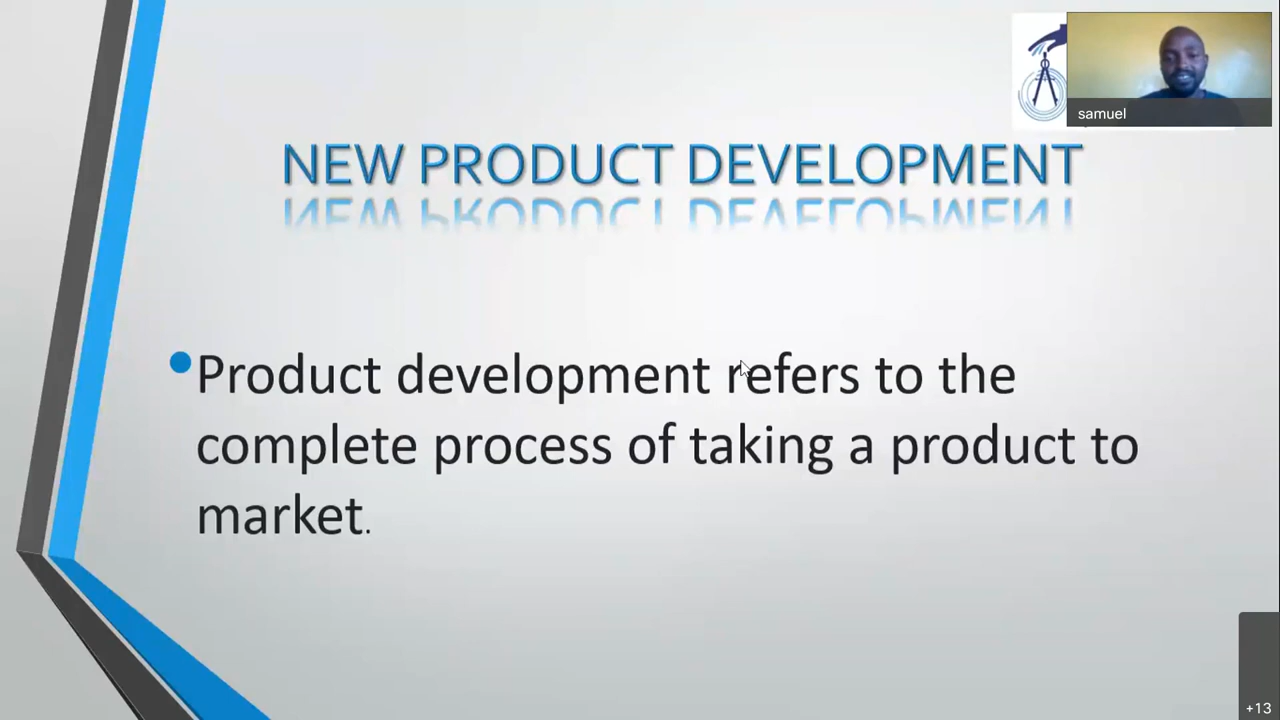 samuel
NEW PRODUCT DEVELOPMENT
Product development refers to the
complete process of taking a product to
market.
+13